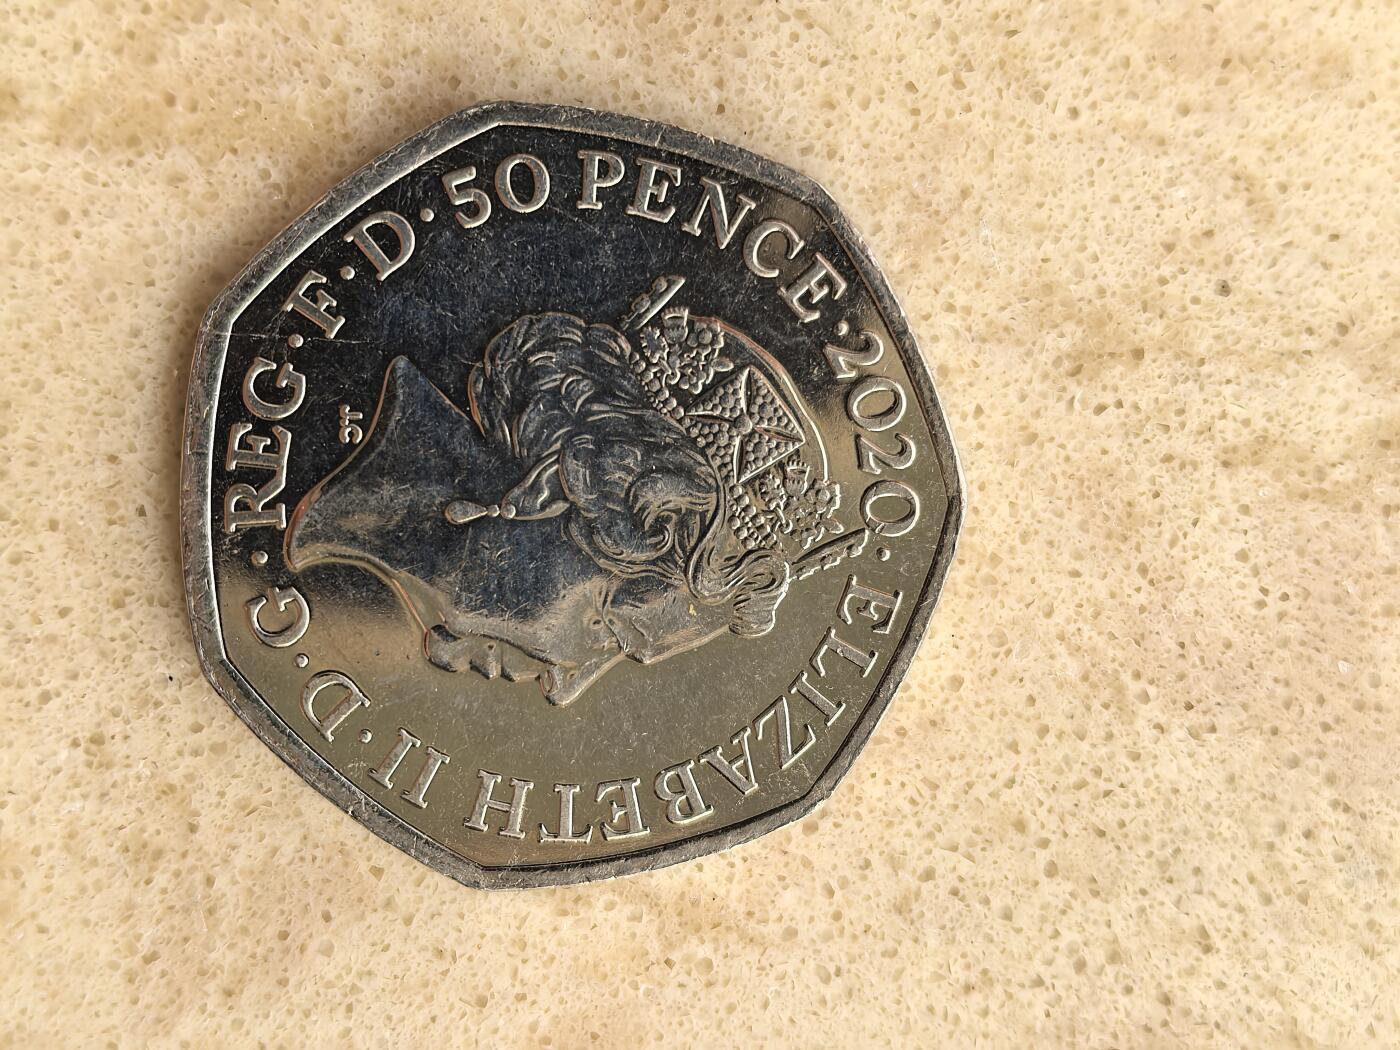 ELIZABETH II · D · G · REG · F · D · 50 PENCE · 2020 ·
JC